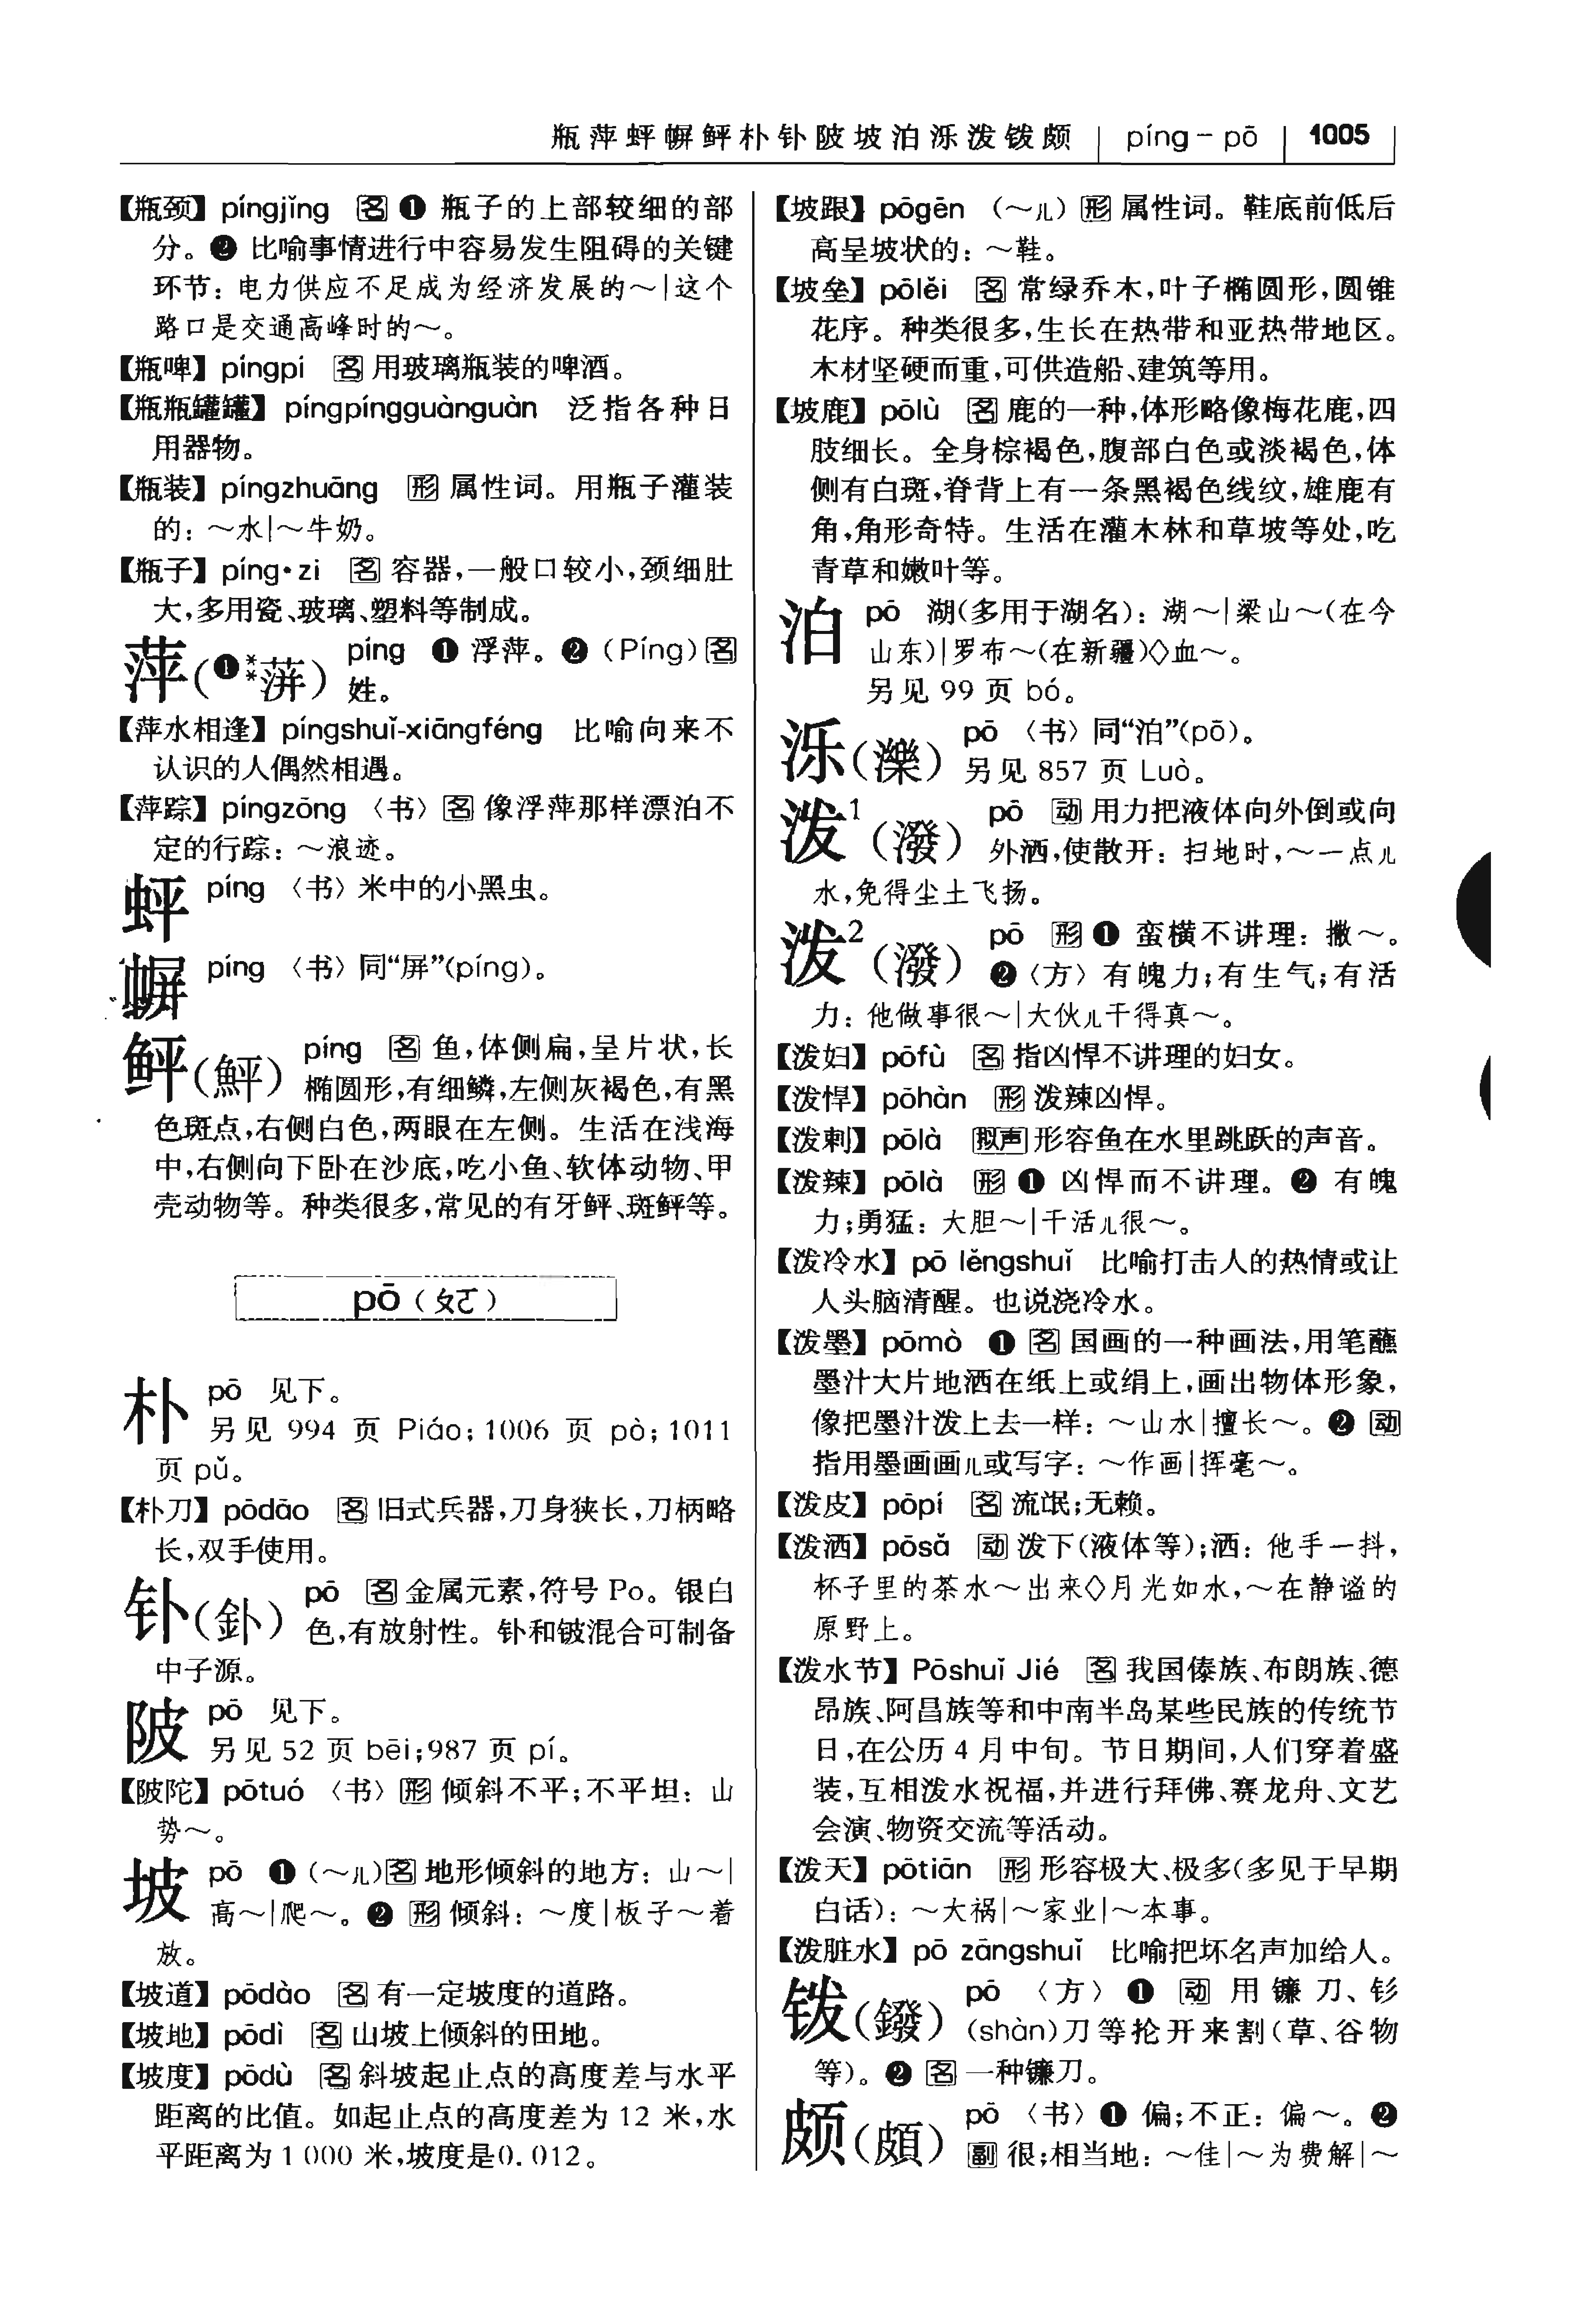 瓶萍蚲帡鲆朴钋陂坡泊泺泼䥽颇 | píng – pō | 1005
【瓶颈】píngjǐng 名 ❶ 瓶子的上部较细的部
分。❷ 比喻事情进行中容易发生阻碍的关键
环节：电力供应不足成为经济发展的～|这个
路口是交通高峰时的～。
【瓶啤】píngpí 名 用玻璃瓶装的啤酒。
【瓶瓶罐罐】píngpíngguànguàn 泛指各种日
用器物。
【瓶装】píngzhuāng 形 属性词。用瓶子灌装
的：～水|～牛奶。
【瓶子】píng·zi 名 容器，一般口较小，颈细肚
大，多用瓷、玻璃、塑料等制成。
萍(❶**蓱) píng ❶ 浮萍。❷ (Píng) 名
姓。
【萍水相逢】píngshuǐ-xiāngféng 比喻向来不
认识的人偶然相遇。
【萍踪】píngzōng 〈书〉名 像浮萍那样漂泊不
定的行踪：～浪迹。
蚲 píng 〈书〉米中的小黑虫。
帡 píng 〈书〉同“屏”(píng)。
鲆(鮃) píng 名 鱼，体侧扁，呈片状，长
椭圆形，有细鳞，左侧灰褐色，有黑
色斑点，右侧白色，两眼在左侧。生活在浅海
中，右侧向下卧在沙底，吃小鱼、软体动物、甲
壳动物等。种类很多，常见的有牙鲆、斑鲆等。
pō (ㄆㄛ)
朴 pō 见下。
另见 994 页 Piáo；1006 页 pò；1011
页 pǔ。
【朴刀】pōdāo 名 旧式兵器，刀身狭长，刀柄略
长，双手使用。
钋(釙) pō 名 金属元素，符号 Po。银白
色，有放射性。钋和铍混合可制备
中子源。
陂 pō 见下。
另见 52 页 bēi；987 页 pí。
【陂陀】pōtuó 〈书〉形 倾斜不平；不平坦：山
势～。
坡 pō ❶ (～儿)名 地形倾斜的地方：山～|
高～|爬～。❷ 形 倾斜：～度|板子～着
放。
【坡道】pōdào 名 有一定坡度的道路。
【坡地】pōdì 名 山坡上倾斜的田地。
【坡度】pōdù 名 斜坡起止点的高度差与水平
距离的比值。如起止点的高度差为 12 米，水
平距离为 1 000 米，坡度是0.012。
【坡跟】pōgēn (～儿) 形 属性词。鞋底前低后
高呈坡状的：～鞋。
【坡垒】pōlěi 名 常绿乔木，叶子椭圆形，圆锥
花序。种类很多，生长在热带和亚热带地区。
木材坚硬而重，可供造船、建筑等用。
【坡鹿】pōlù 名 鹿的一种，体形略像梅花鹿，四
肢细长。全身棕褐色，腹部白色或淡褐色，体
侧有白斑，脊背上有一条黑褐色线纹，雄鹿有
角，角形奇特。生活在灌木林和草坡等处，吃
青草和嫩叶等。
泊 pō 湖(多用于湖名)：湖～|梁山～(在今
山东)|罗布～(在新疆)◇血～。
另见 99 页 bó。
泺(濼) pō 〈书〉同“泊”(pō)。
另见 857 页 Luò。
泼¹(潑) pō 动 用力把液体向外倒或向
外洒，使散开：扫地时，～一点儿
水，免得尘土飞扬。
泼²(潑) pō 形 ❶ 蛮横不讲理：撒～。
❷〈方〉有魄力；有生气；有活
力：他做事很～|大伙儿干得真～。
【泼妇】pōfù 名 指凶悍不讲理的妇女。
【泼悍】pōhàn 形 泼辣凶悍。
【泼剌】pōlà 拟声 形容鱼在水里跳跃的声音。
【泼辣】pōlà 形 ❶ 凶悍而不讲理。❷ 有魄
力；勇猛：大胆～|干活儿很～。
【泼冷水】pō lěngshuǐ 比喻打击人的热情或让
人头脑清醒。也说浇冷水。
【泼墨】pōmò ❶ 名 国画的一种画法，用笔蘸
墨汁大片地洒在纸上或绢上，画出物体形象，
像把墨汁泼上去一样：～山水|擅长～。❷ 动
指用墨画画儿或写字：～作画|挥毫～。
【泼皮】pōpí 名 流氓；无赖。
【泼洒】pōsǎ 动 泼下(液体等)；洒：他手一抖，
杯子里的茶水～出来◇月光如水，～在静谧的
原野上。
【泼水节】Pōshuǐ Jié 名 我国傣族、布朗族、德
昂族、阿昌族等和中南半岛某些民族的传统节
日，在公历 4 月中旬。节日期间，人们穿着盛
装，互相泼水祝福，并进行拜佛、赛龙舟、文艺
会演、物资交流等活动。
【泼天】pōtiān 形 形容极大、极多(多见于早期
白话)：～大祸|～家业|～本事。
【泼脏水】pō zāngshuǐ 比喻把坏名声加给人。
䥽(鏺) pō 〈方〉❶ 动 用镰刀、钐
(shàn)刀等抡开来割(草、谷物
等)。❷ 名 一种镰刀。
颇(頗) pō 〈书〉❶ 偏；不正：偏～。❷
副 很；相当地：～佳|～为费解|～